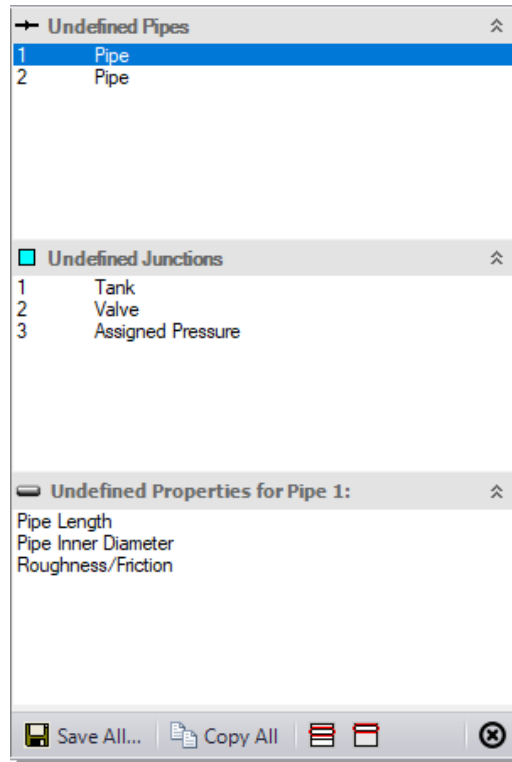 Undefined Pipes
1 Pipe
2 Pipe
Undefined Junctions
1 Tank
2 Valve
3 Assigned Pressure
Undefined Properties for Pipe 1:
Pipe Length
Pipe Inner Diameter
Roughness/Friction
Save All... Copy All